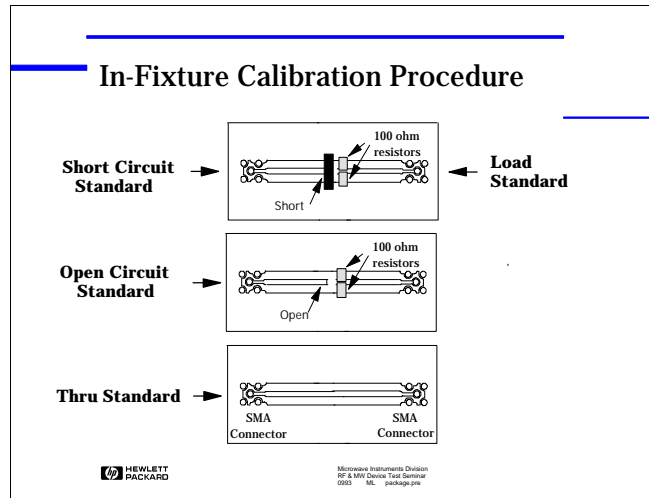 In-Fixture Calibration Procedure
100 ohm
resistors
Short Circuit
Standard
Load
Standard
Short
100 ohm
resistors
Open Circuit
Standard
Open
Thru Standard
SMA
Connector
SMA
Connector
hp HEWLETT
PACKARD
Microwave Instruments Division
RF & MW Device Test Seminar
0993 ML package.pre